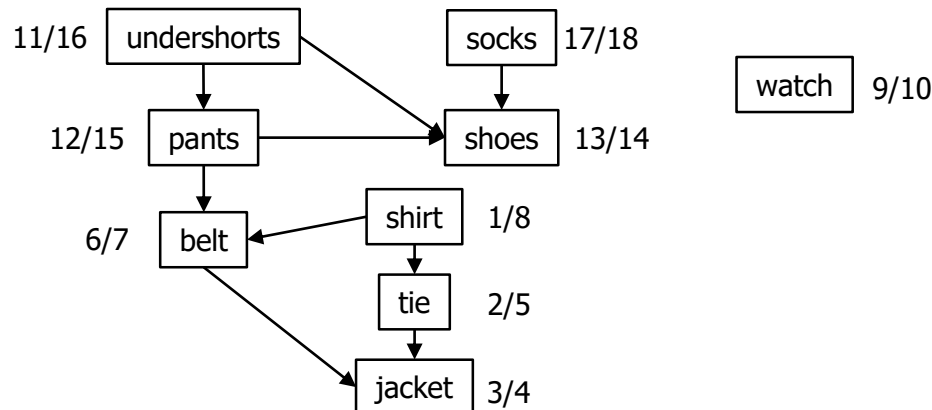 11/16 undershorts socks 17/18
watch 9/10
12/15 pants shoes 13/14
shirt 1/8
6/7 belt
tie 2/5
jacket 3/4